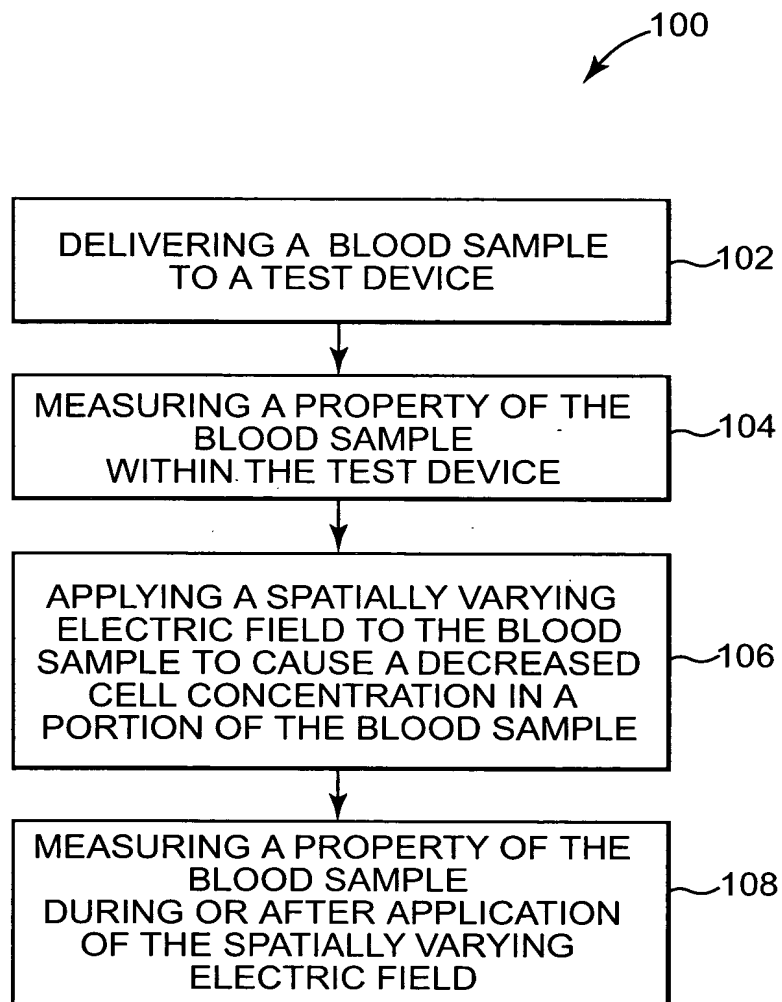 100
DELIVERING A BLOOD SAMPLE
TO A TEST DEVICE
102
MEASURING A PROPERTY OF THE
BLOOD SAMPLE
WITHIN THE TEST DEVICE
104
APPLYING A SPATIALLY VARYING
ELECTRIC FIELD TO THE BLOOD
SAMPLE TO CAUSE A DECREASED
CELL CONCENTRATION IN A
PORTION OF THE BLOOD SAMPLE
106
MEASURING A PROPERTY OF THE
BLOOD SAMPLE
DURING OR AFTER APPLICATION
OF THE SPATIALLY VARYING
ELECTRIC FIELD
108